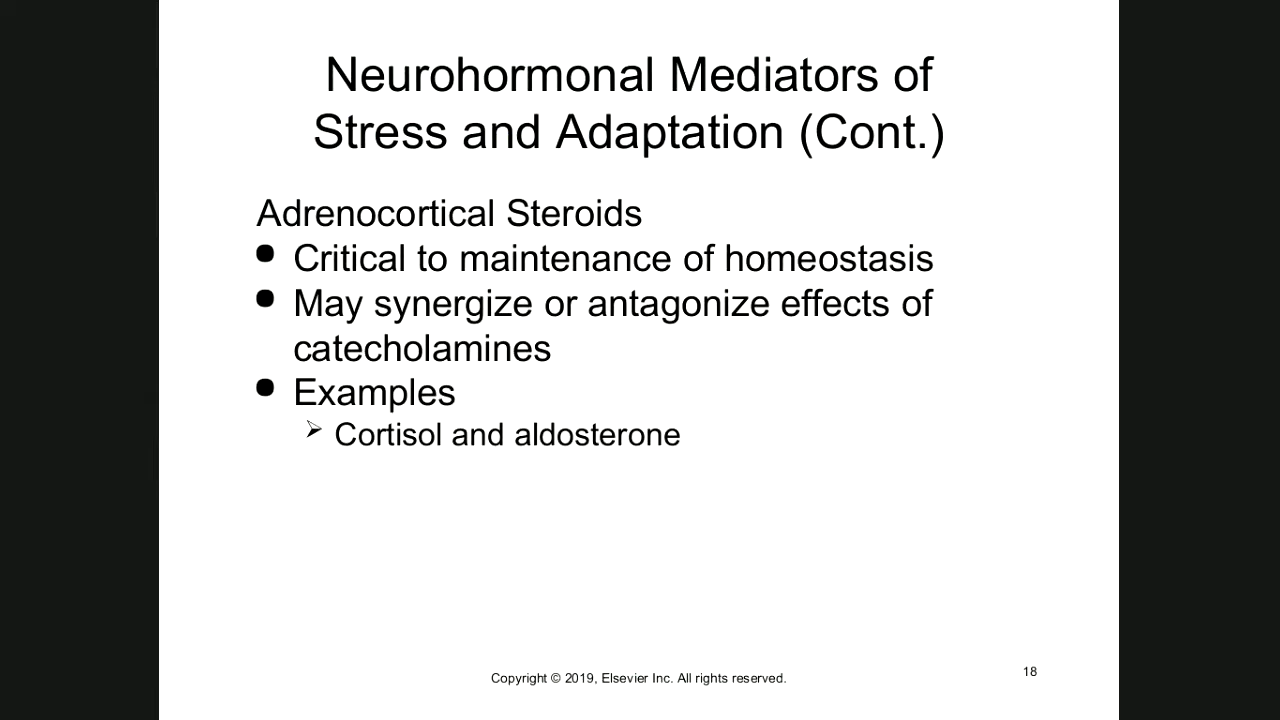 Neurohormonal Mediators of
Stress and Adaptation (Cont.)
Adrenocortical Steroids
● Critical to maintenance of homeostasis
● May synergize or antagonize effects of
catecholamines
● Examples
➢ Cortisol and aldosterone
Copyright © 2019, Elsevier Inc. All rights reserved.
18